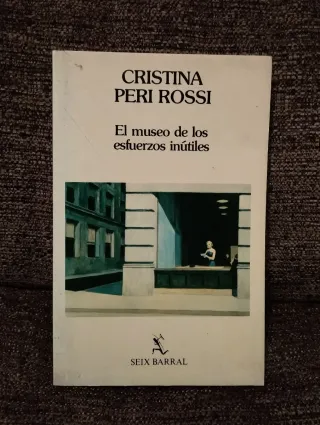 CRISTINA
PERI ROSSI
El museo de los
esfuerzos inútiles
SEIX BARRAL